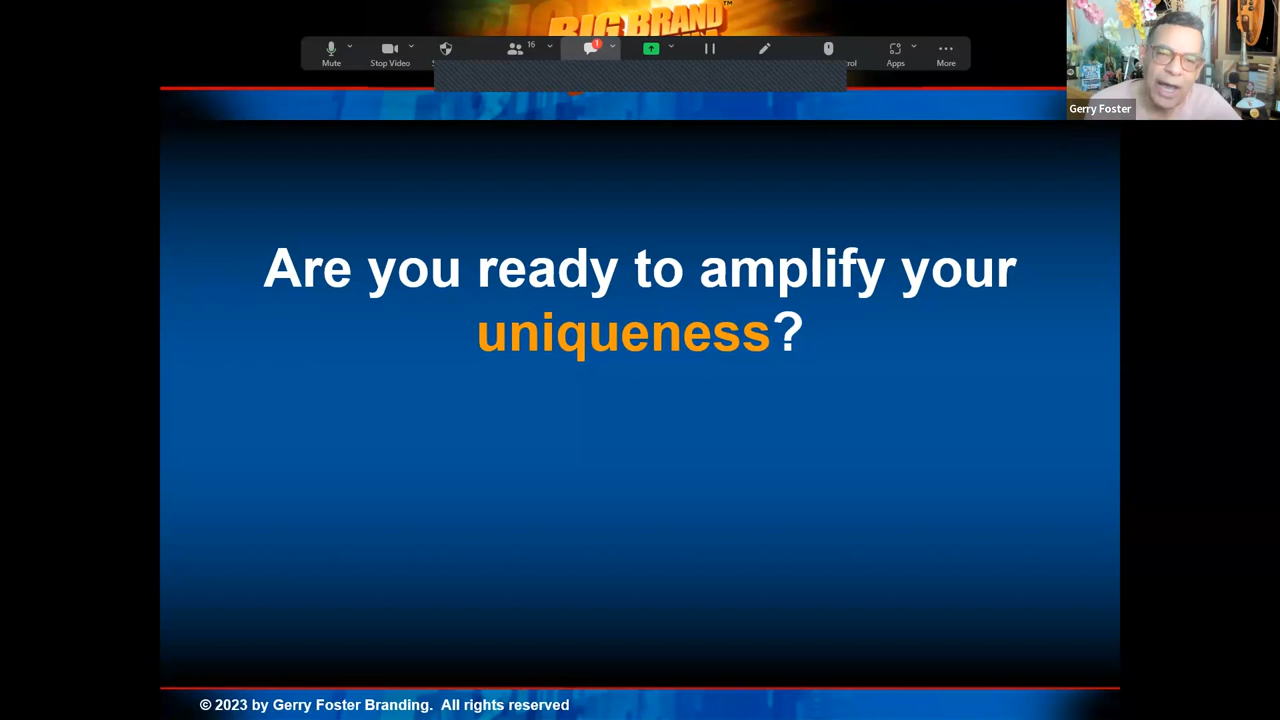 BIG BRAND
16
1
Mute
Stop Video
Apps
More
Gerry Foster
Are you ready to amplify your
uniqueness?
© 2023 by Gerry Foster Branding. All rights reserved